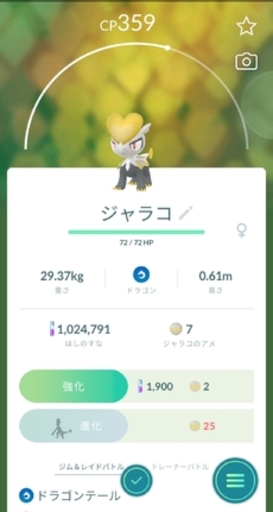 CP359
ジャラコ
72 / 72 HP
29.37kg
重さ
ドラゴン
0.61m
高さ
1,024,791
ほしのすな
7
ジャラコのアメ
強化
1,900
2
進化
25
ジム&レイドバトル
トレーナーバトル
ドラゴンテール